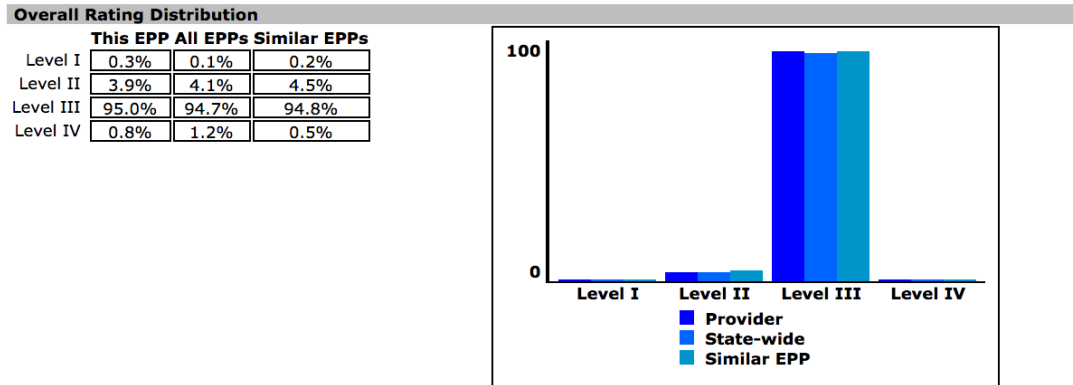 Overall Rating Distribution
This EPP All EPPs Similar EPPs
Level I 0.3% 0.1% 0.2%
Level II 3.9% 4.1% 4.5%
Level III 95.0% 94.7% 94.8%
Level IV 0.8% 1.2% 0.5%
100
0
Level I Level II Level III Level IV
Provider
State-wide
Similar EPP